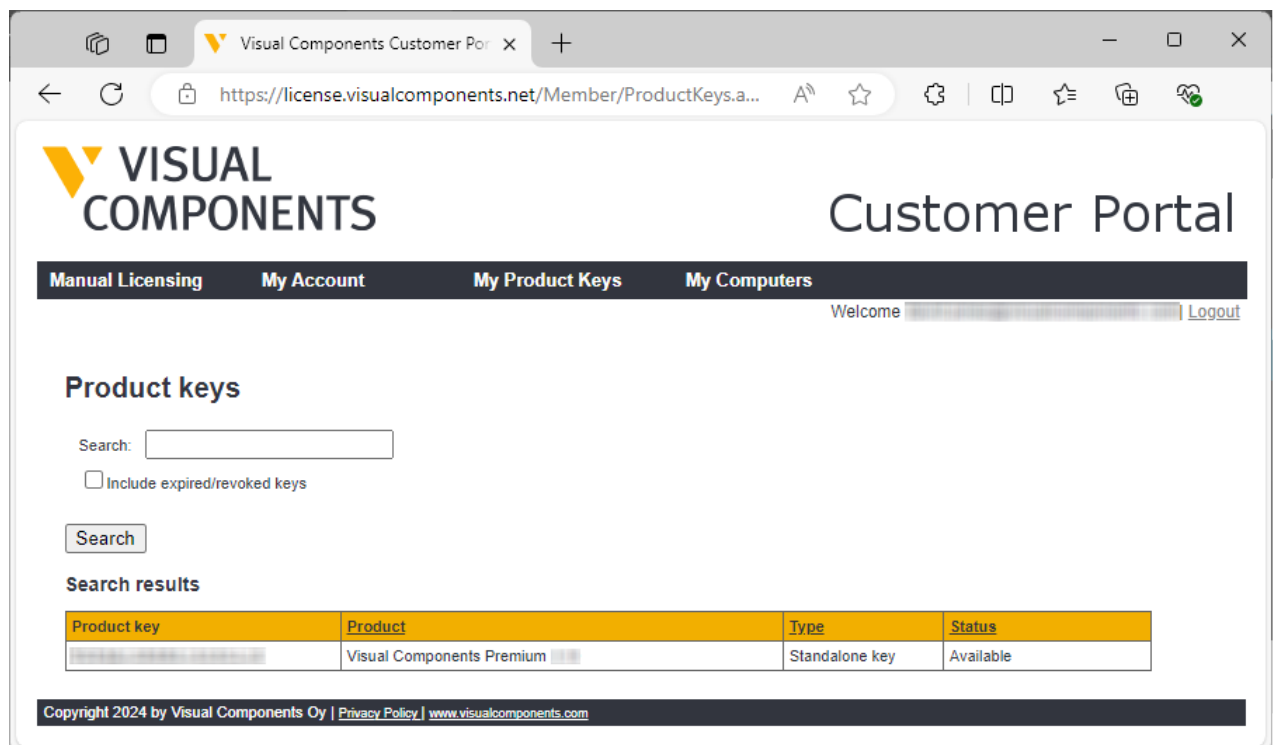 Visual Components Customer Por
https://license.visualcomponents.net/Member/ProductKeys.a...
VISUAL
COMPONENTS
Customer Portal
Manual Licensing My Account My Product Keys My Computers
Welcome | Logout
Product keys
Search:
Include expired/revoked keys
Search
Search results
Product key Product Type Status
Visual Components Premium Standalone key Available
Copyright 2024 by Visual Components Oy | Privacy Policy | www.visualcomponents.com